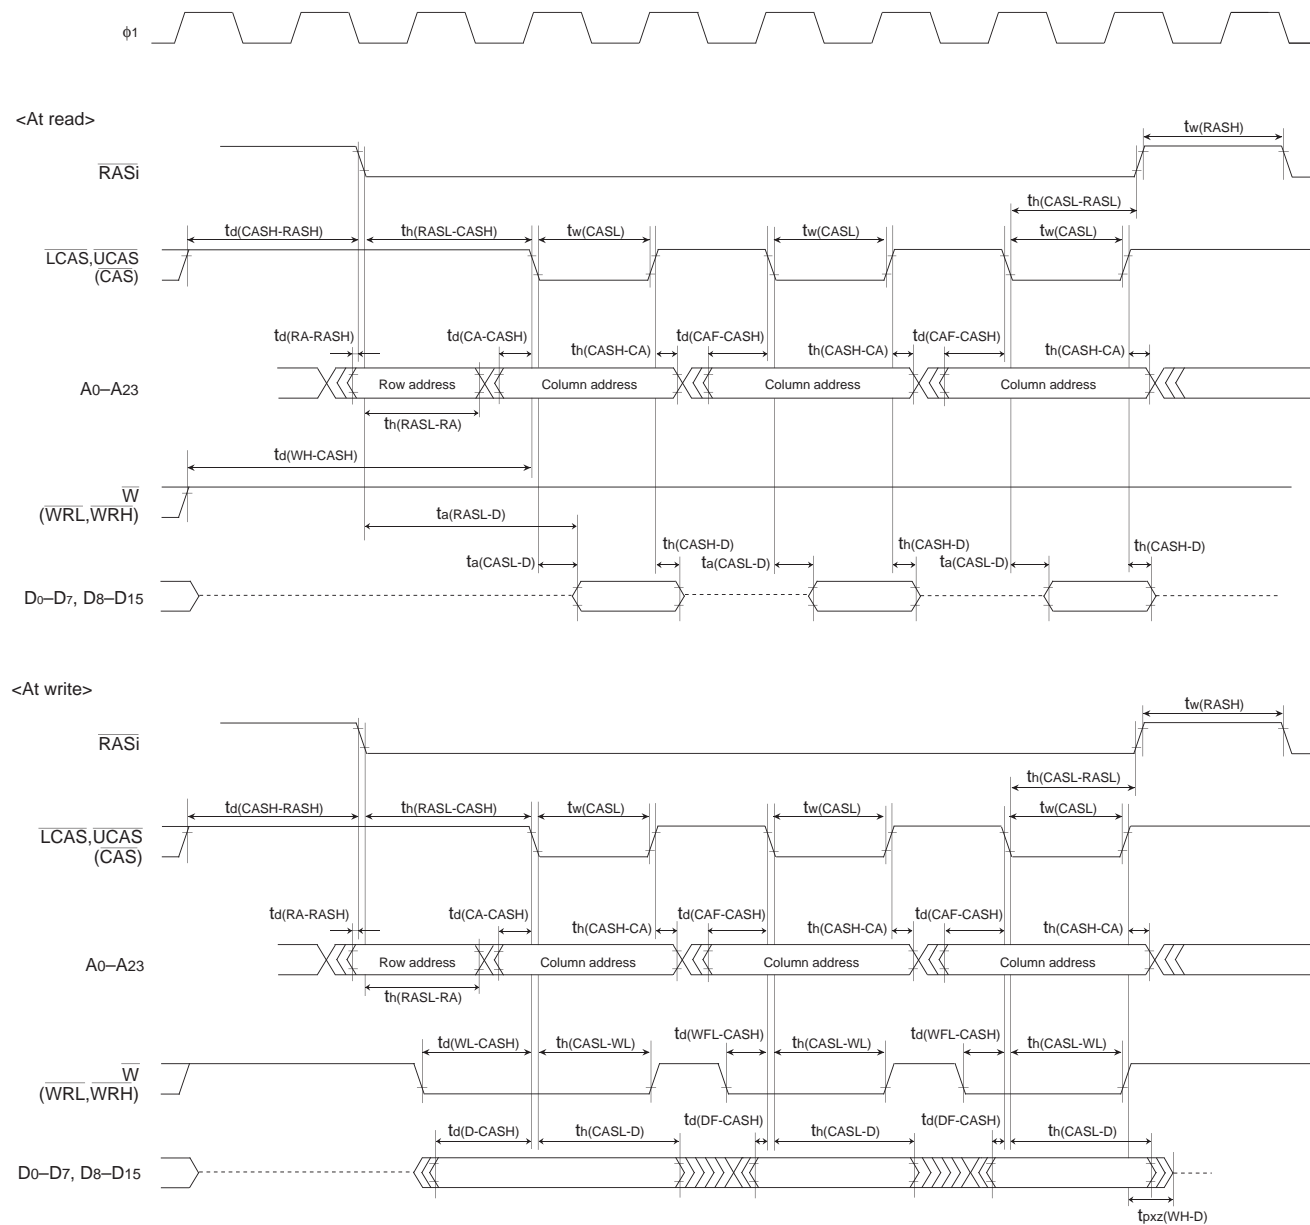 ϕ1
<At read>
tw(RASH)
RASi
th(CASL-RASL)
td(CASH-RASH) th(RASL-CASH) tw(CASL) tw(CASL) tw(CASL)
LCAS,UCAS
(CAS)
td(RA-RASH) td(CA-CASH) td(CAF-CASH) td(CAF-CASH)
th(CASH-CA) th(CASH-CA) th(CASH-CA)
A0–A23 Row address Column address Column address Column address
th(RASL-RA)
td(WH-CASH)
W
(WRL,WRH)
ta(RASL-D)
th(CASH-D) th(CASH-D) th(CASH-D)
ta(CASL-D) ta(CASL-D) ta(CASL-D)
D0–D7, D8–D15
<At write>
tw(RASH)
RASi
th(CASL-RASL)
td(CASH-RASH) th(RASL-CASH) tw(CASL) tw(CASL) tw(CASL)
LCAS,UCAS
(CAS)
td(RA-RASH) td(CA-CASH) td(CAF-CASH) td(CAF-CASH)
th(CASH-CA) th(CASH-CA) th(CASH-CA)
A0–A23 Row address Column address Column address Column address
th(RASL-RA)
td(WFL-CASH) td(WFL-CASH)
td(WL-CASH) th(CASL-WL) th(CASL-WL) th(CASL-WL)
W
(WRL,WRH)
td(DF-CASH) td(DF-CASH)
td(D-CASH) th(CASL-D) th(CASL-D) th(CASL-D)
D0–D7, D8–D15
tpxz(WH-D)